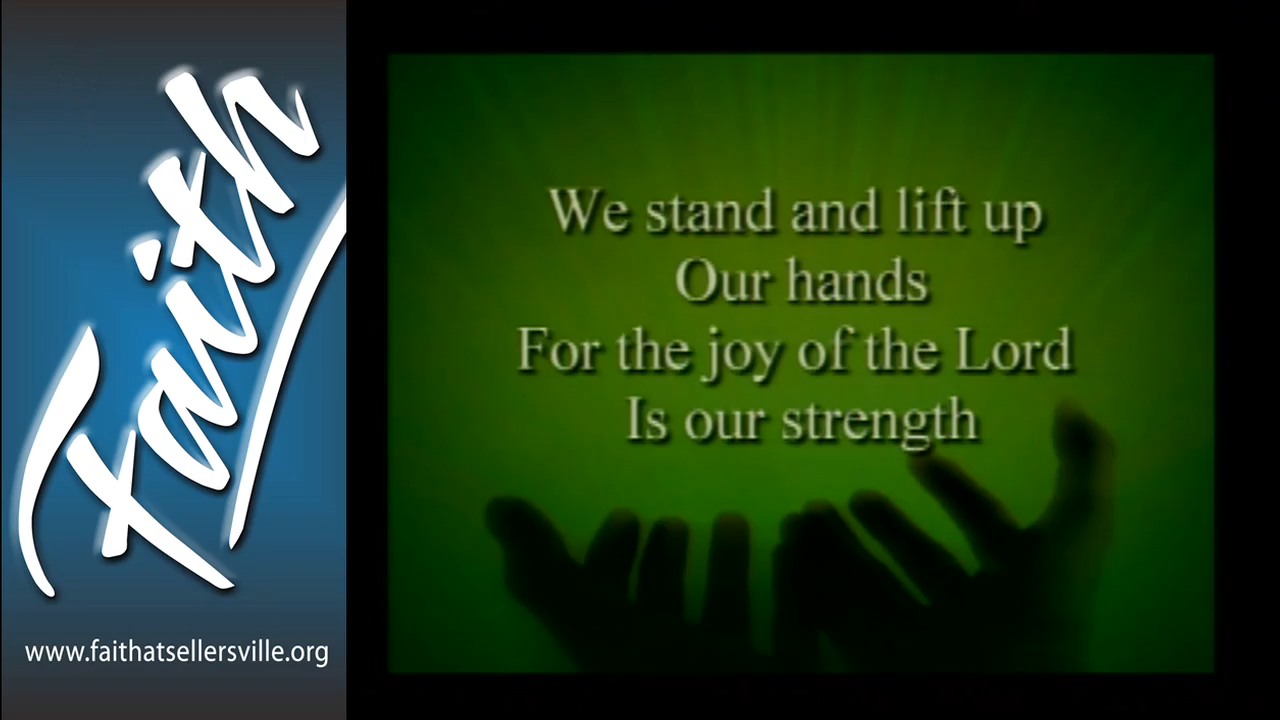 Faith
www.faithatsellersville.org
We stand and lift up
Our hands
For the joy of the Lord
Is our strength